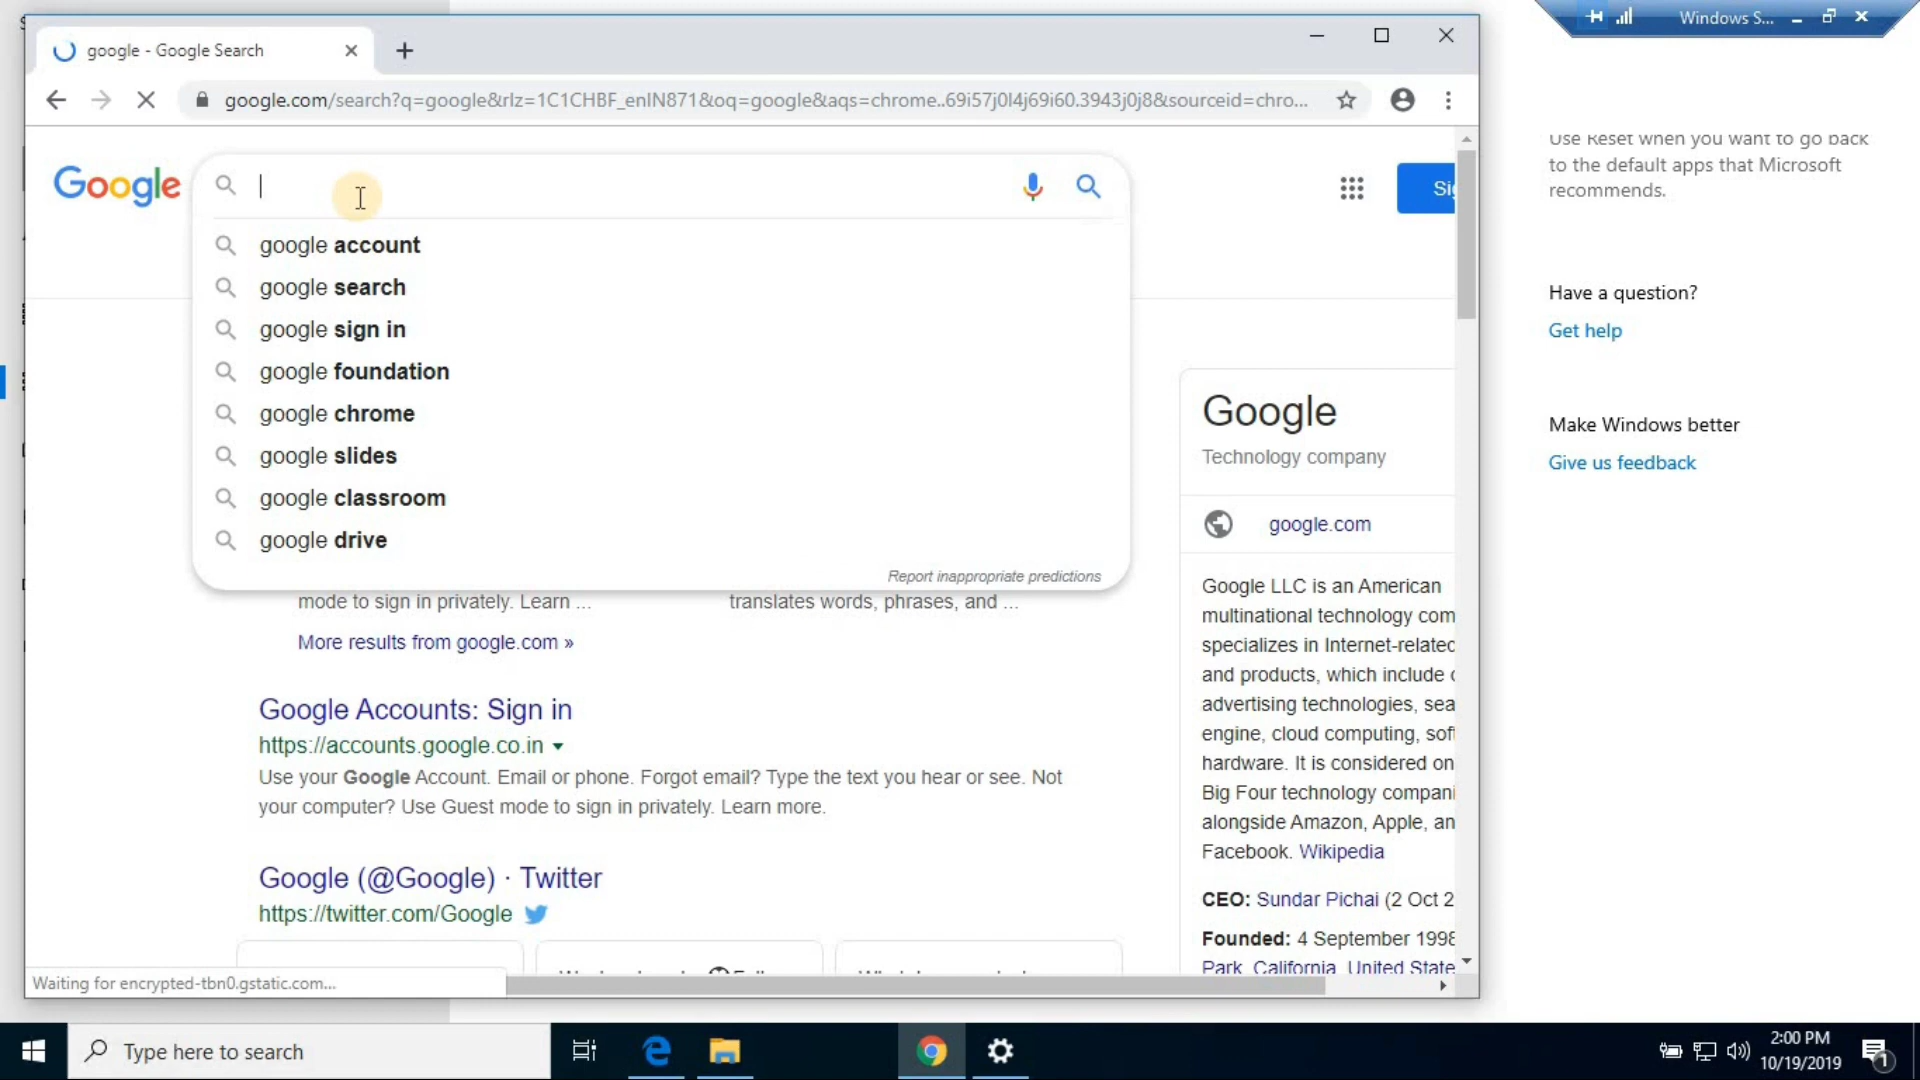 Windows S...
google - Google Search
google.com/search?q=google&rlz=1C1CHBF_enIN871&oq=google&aqs=chrome..69i57j0l4j69i60.3943j0j8&sourceid=chro...
Google
google account
google search
google sign in
google foundation
google chrome
google slides
google classroom
google drive
Report inappropriate predictions
mode to sign in privately. Learn ...
translates words, phrases, and ...
More results from google.com »
Google Accounts: Sign in
https://accounts.google.co.in
Use your Google Account. Email or phone. Forgot email? Type the text you hear or see. Not
your computer? Use Guest mode to sign in privately. Learn more.
Google (@Google) · Twitter
https://twitter.com/Google
Google
Technology company
google.com
Google LLC is an American
multinational technology com
specializes in Internet-related
and products, which include
advertising technologies, sea
engine, cloud computing, sof
hardware. It is considered on
Big Four technology compani
alongside Amazon, Apple, an
Facebook. Wikipedia
CEO: Sundar Pichai (2 Oct 2
Founded: 4 September 1998
Park, California, United State
Waiting for encrypted-tbn0.gstatic.com...
Use Reset when you want to go back
to the default apps that Microsoft
recommends.
Have a question?
Get help
Make Windows better
Give us feedback
Type here to search
2:00 PM
10/19/2019
1